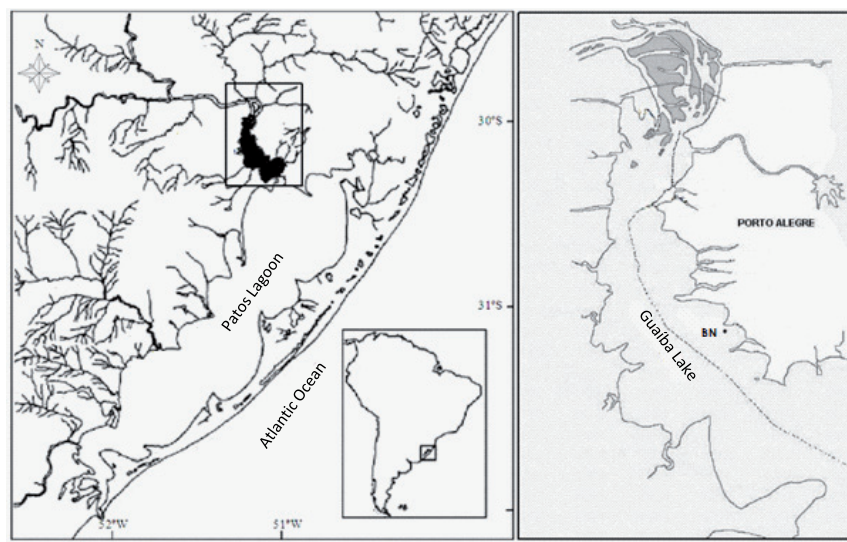 N
30°S
31°S
Patos Lagoon
Atlantic Ocean
52°W
51°W
PORTO ALEGRE
Guaíba Lake
BN